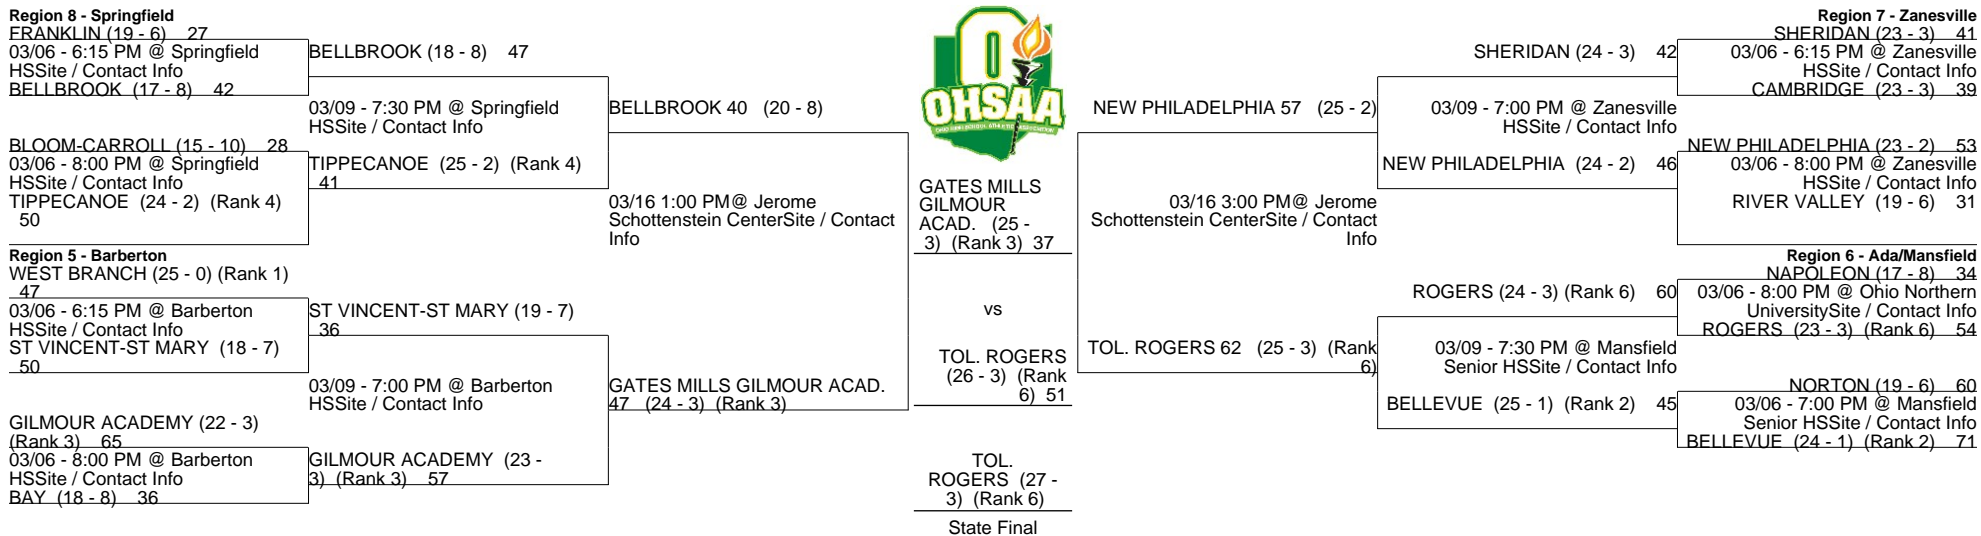 Region 8 - Springfield
FRANKLIN (19 - 6) 27
03/06 - 6:15 PM @ Springfield
HSSite / Contact Info
BELLBROOK (17 - 8) 42
BLOOM-CARROLL (15 - 10) 28
03/06 - 8:00 PM @ Springfield
HSSite / Contact Info
TIPPECANOE (24 - 2) (Rank 4)
50
Region 5 - Barberton
WEST BRANCH (25 - 0) (Rank 1)
47
03/06 - 6:15 PM @ Barberton
HSSite / Contact Info
ST VINCENT-ST MARY (18 - 7)
50
GILMOUR ACADEMY (22 - 3)
(Rank 3) 65
03/06 - 8:00 PM @ Barberton
HSSite / Contact Info
BAY (18 - 8) 36
BELLBROOK (18 - 8) 47
03/09 - 7:30 PM @ Springfield
HSSite / Contact Info
TIPPECANOE (25 - 2) (Rank 4)
41
ST VINCENT-ST MARY (19 - 7)
36
03/09 - 7:00 PM @ Barberton
HSSite / Contact Info
GILMOUR ACADEMY (23 -
3) (Rank 3) 57
BELLBROOK 40 (20 - 8)
03/16 1:00 PM@ Jerome
Schottenstein CenterSite / Contact
Info
GATES MILLS GILMOUR ACAD.
47 (24 - 3) (Rank 3)
OHSAA
OHIO HIGH SCHOOL ATHLETIC ASSOCIATION
GATES MILLS
GILMOUR
ACAD. (25 -
3) (Rank 3) 37
vs
TOL. ROGERS
(26 - 3) (Rank
6) 51
TOL.
ROGERS (27 -
3) (Rank 6)
State Final
NEW PHILADELPHIA 57 (25 - 2)
03/16 3:00 PM@ Jerome
Schottenstein CenterSite / Contact
Info
TOL. ROGERS 62 (25 - 3) (Rank
6)
SHERIDAN (24 - 3) 42
03/09 - 7:00 PM @ Zanesville
HSSite / Contact Info
NEW PHILADELPHIA (24 - 2) 46
ROGERS (24 - 3) (Rank 6) 60
03/09 - 7:30 PM @ Mansfield
Senior HSSite / Contact Info
BELLEVUE (25 - 1) (Rank 2) 45
Region 7 - Zanesville
SHERIDAN (23 - 3) 41
03/06 - 6:15 PM @ Zanesville
HSSite / Contact Info
CAMBRIDGE (23 - 3) 39
NEW PHILADELPHIA (23 - 2) 53
03/06 - 8:00 PM @ Zanesville
HSSite / Contact Info
RIVER VALLEY (19 - 6) 31
Region 6 - Ada/Mansfield
NAPOLEON (17 - 8) 34
03/06 - 8:00 PM @ Ohio Northern
UniversitySite / Contact Info
ROGERS (23 - 3) (Rank 6) 54
NORTON (19 - 6) 60
03/06 - 7:00 PM @ Mansfield
Senior HSSite / Contact Info
BELLEVUE (24 - 1) (Rank 2) 71